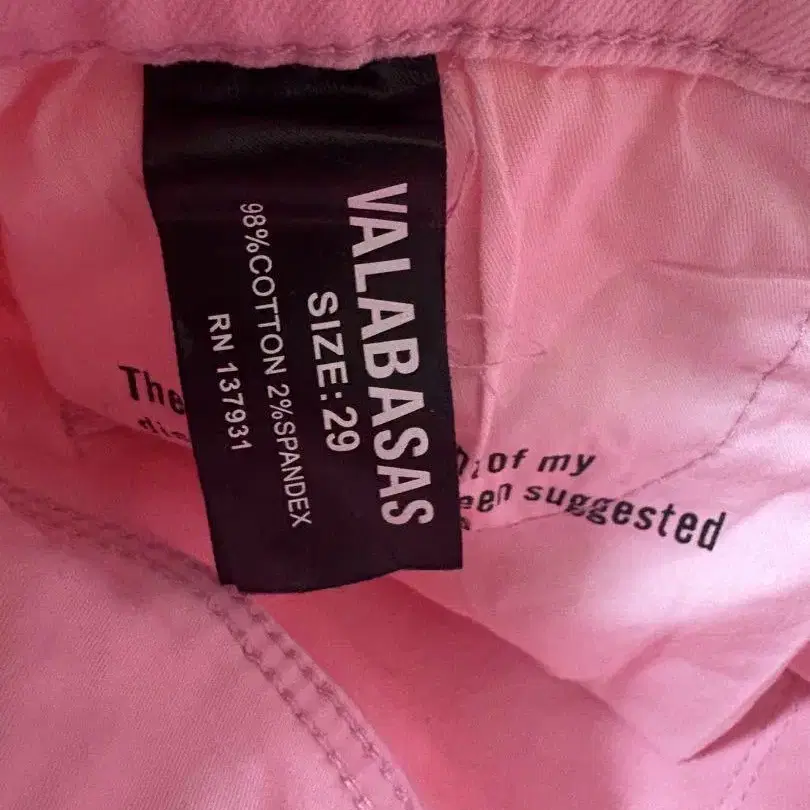 VALABASAS
SIZE:29
98%COTTON 2%SPANDEX
RN 137931
The of my
suggested